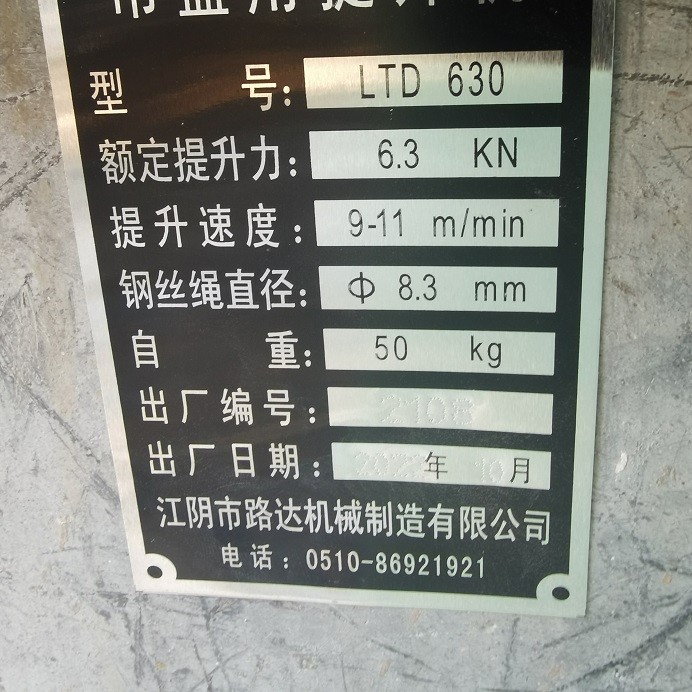 型 号: LTD 630
额定提升力: 6.3 KN
提升速度: 9-11 m/min
钢丝绳直径: Φ 8.3 mm
自 重: 50 kg
出厂编号: 2108
出厂日期: 年 10月
江阴市路达机械制造有限公司
电话: 0510-86921921